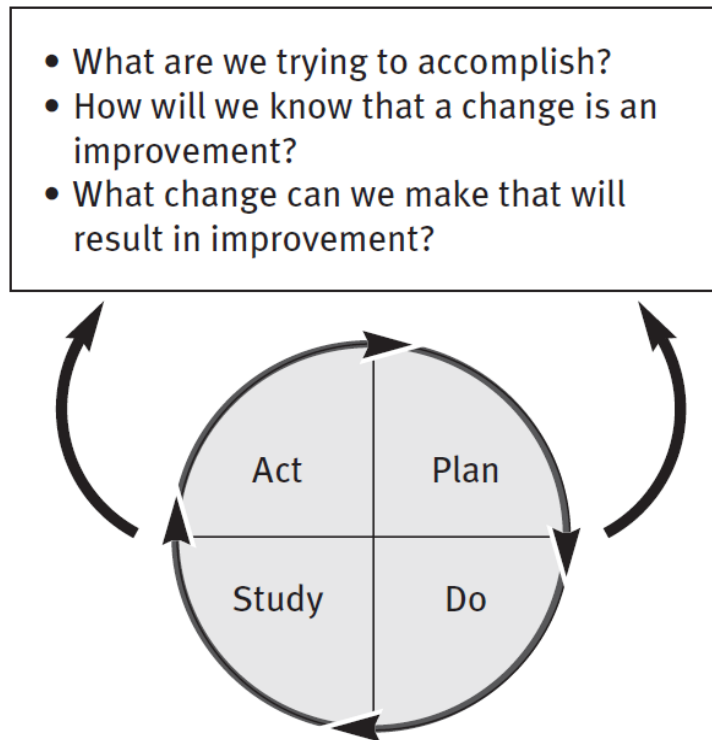 • What are we trying to accomplish?
• How will we know that a change is an
improvement?
• What change can we make that will
result in improvement?
Act
Plan
Study
Do